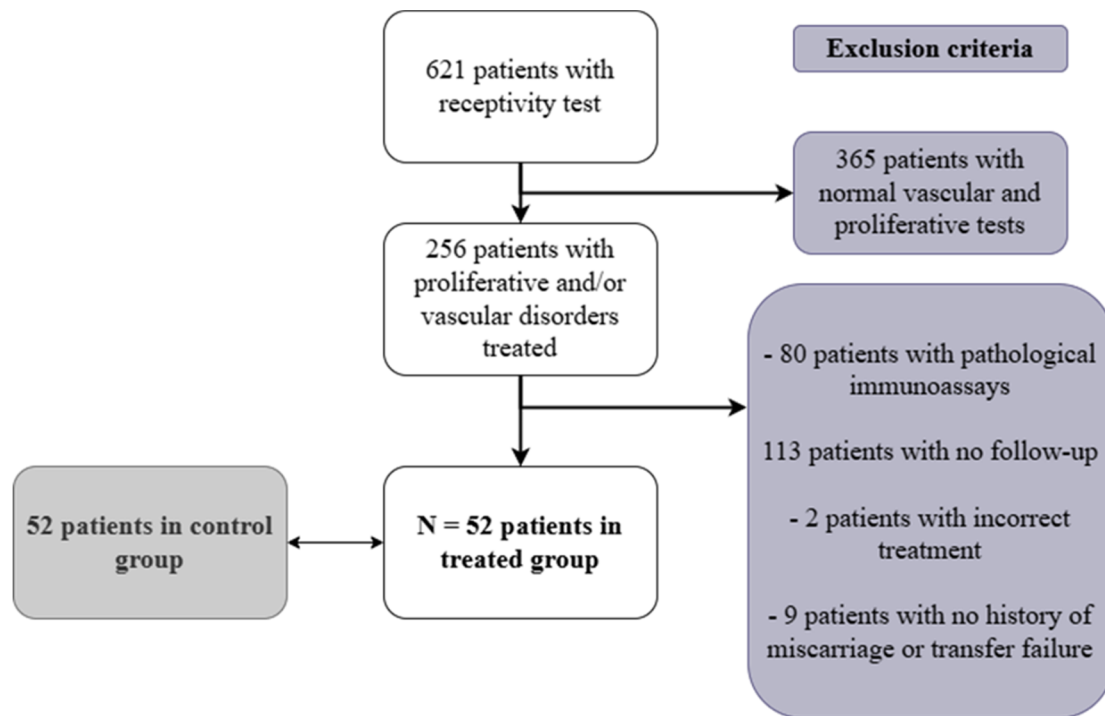 621 patients with
receptivity test
Exclusion criteria
365 patients with
normal vascular and
proliferative tests
256 patients with
proliferative and/or
vascular disorders
treated
- 80 patients with pathological
immunoassays
113 patients with no follow-up
- 2 patients with incorrect
treatment
- 9 patients with no history of
miscarriage or transfer failure
52 patients in control
group
N = 52 patients in
treated group